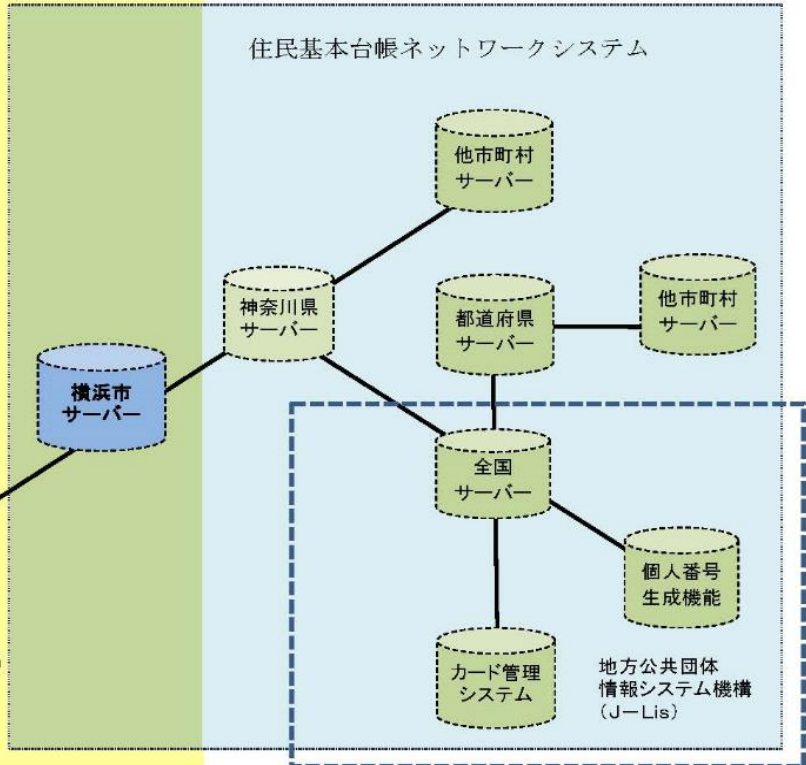 住民基本台帳ネットワークシステム
他市町村
サーバー
神奈川県
サーバー
都道府県
サーバー
他市町村
サーバー
横浜市
サーバー
全国
サーバー
個人番号
生成機能
カード管理
システム
地方公共団体
情報システム機構
(J-Lis)